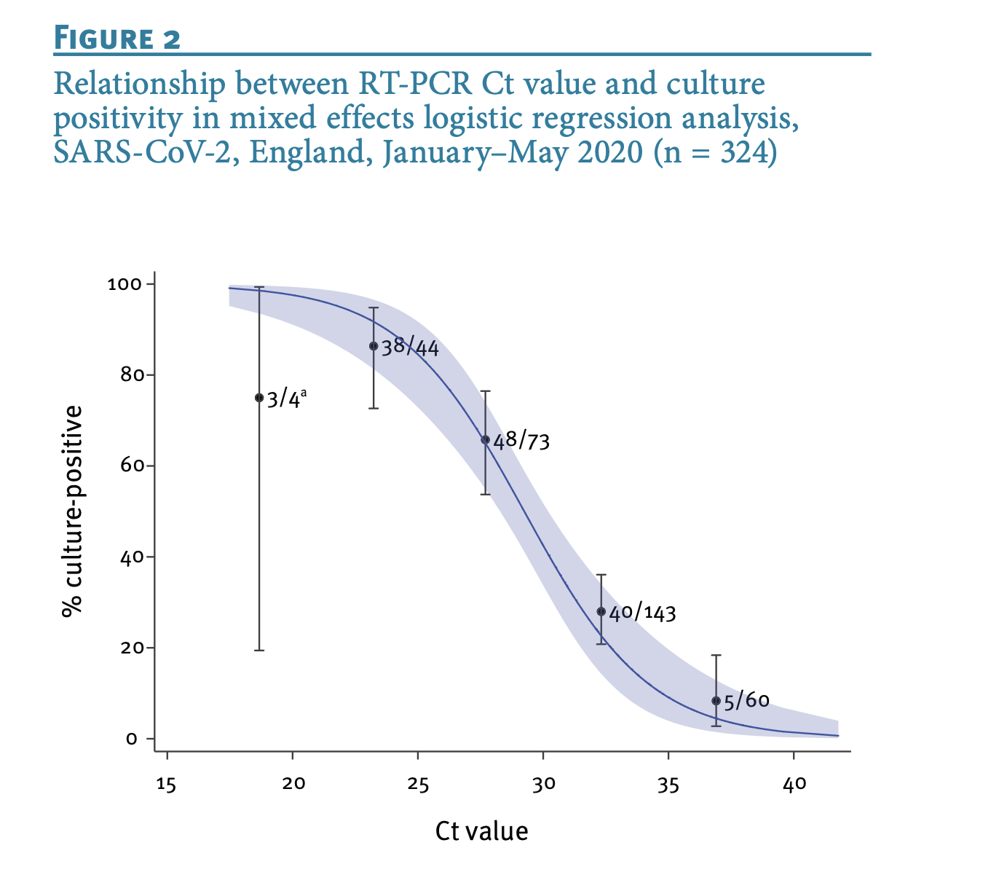 FIGURE 2
Relationship between RT-PCR Ct value and culture
positivity in mixed effects logistic regression analysis,
SARS-CoV-2, England, January–May 2020 (n = 324)
100
80
60
40
20
0
% culture-positive
3/4ᵃ
38/44
48/73
40/143
5/60
15 20 25 30 35 40
Ct value